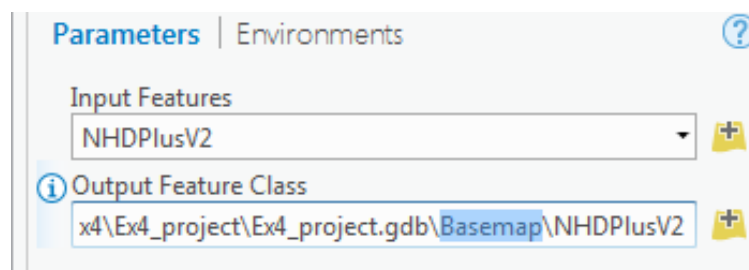 Parameters | Environments
Input Features
NHDPlusV2
Output Feature Class
x4\Ex4_project\Ex4_project.gdb\Basemap\NHDPlusV2